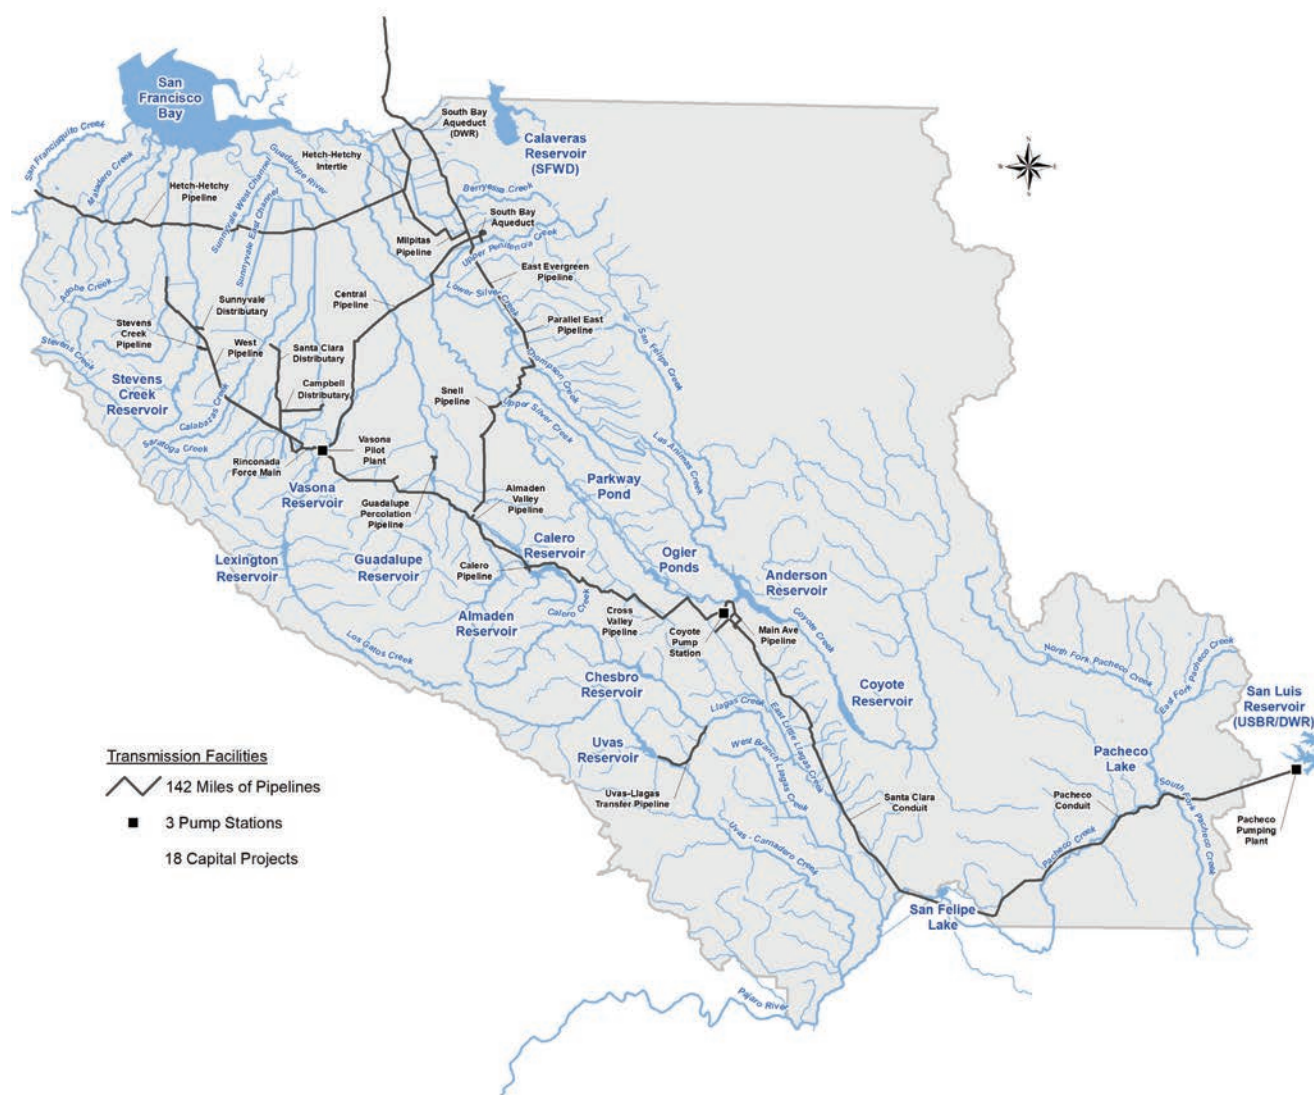 San
Francisco
Bay
San Francisquito Creek
Matadero Creek
Hetch-Hetchy
Pipeline
Sunnyvale West Channel
Sunnyvale East Channel
Guadalupe River
Hetch-Hetchy
Intertie
South Bay
Aqueduct
(DWR)
Calaveras
Reservoir
(SFWD)
Berryessa Creek
South Bay
Aqueduct
Milpitas
Pipeline
Upper Penitencia Creek
East Evergreen
Pipeline
Lower Silver Creek
Parallel East
Pipeline
Adobe Creek
Sunnyvale
Distributary
Central
Pipeline
Stevens
Creek
Pipeline
West
Pipeline
Santa Clara
Distributary
Stevens Creek
Stevens
Creek
Reservoir
Campbell
Distributary
Calabazas Creek
Saratoga Creek
Snell
Pipeline
Thompson Creek
San Felipe Creek
Upper Silver Creek
Las Animas Creek
Rinconada
Force Main
Vasona
Pilot
Plant
Vasona
Reservoir
Guadalupe
Percolation
Pipeline
Almaden
Valley
Pipeline
Parkway
Pond
Lexington
Reservoir
Guadalupe
Reservoir
Calero
Reservoir
Calero
Pipeline
Ogier
Ponds
Anderson
Reservoir
Almaden
Reservoir
Calero Creek
Cross
Valley
Pipeline
Coyote
Pump
Station
Main Ave
Pipeline
Coyote Creek
Los Gatos Creek
Chesbro
Reservoir
Coyote
Reservoir
North Fork Pacheco Creek
East Fork Pacheco Creek
San Luis
Reservoir
(USBR/DWR)
Llagas Creek
East Little Llagas Creek
West Branch Llagas Creek
Uvas
Reservoir
Uvas-Llagas
Transfer Pipeline
Pacheco
Lake
South Fork Pacheco Creek
Santa Clara
Conduit
Pacheco
Conduit
Pacheco
Pumping
Plant
Pacheco Creek
Uvas - Carnadero Creek
San Felipe
Lake
Pajaro River
Transmission Facilities
142 Miles of Pipelines
3 Pump Stations
18 Capital Projects